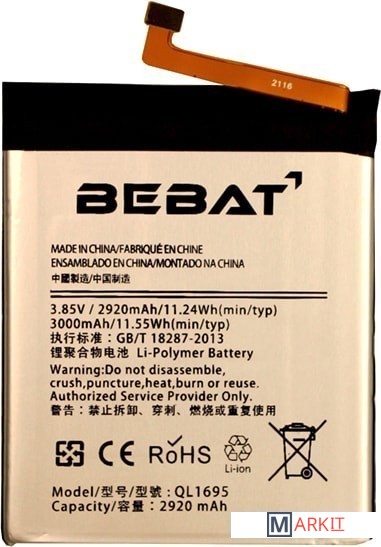 2116
BEBAT
MADE IN CHINA/FABRIQUÉ EN CHINE
ENSAMBLADO EN CHINA/MONTADO NA CHINA
中國製造/中国制造
3.85V / 2920mAh/11.24Wh(min/typ)
3000mAh/11.55Wh(min/typ)
执行标准: GB/T 18287-2013
锂聚合物电池 Li-Polymer Battery
Warning:Do not disassemble,
crush,puncture,heat,burn or reuse.
Authorized Service Providers Only.
警告: 禁止拆卸、穿刺、燃烧或重复使用。
CE RoHS
Li-ion
Model/型号/型號:QL1695
Capacity/容量: 2920 mAh
MARKIT